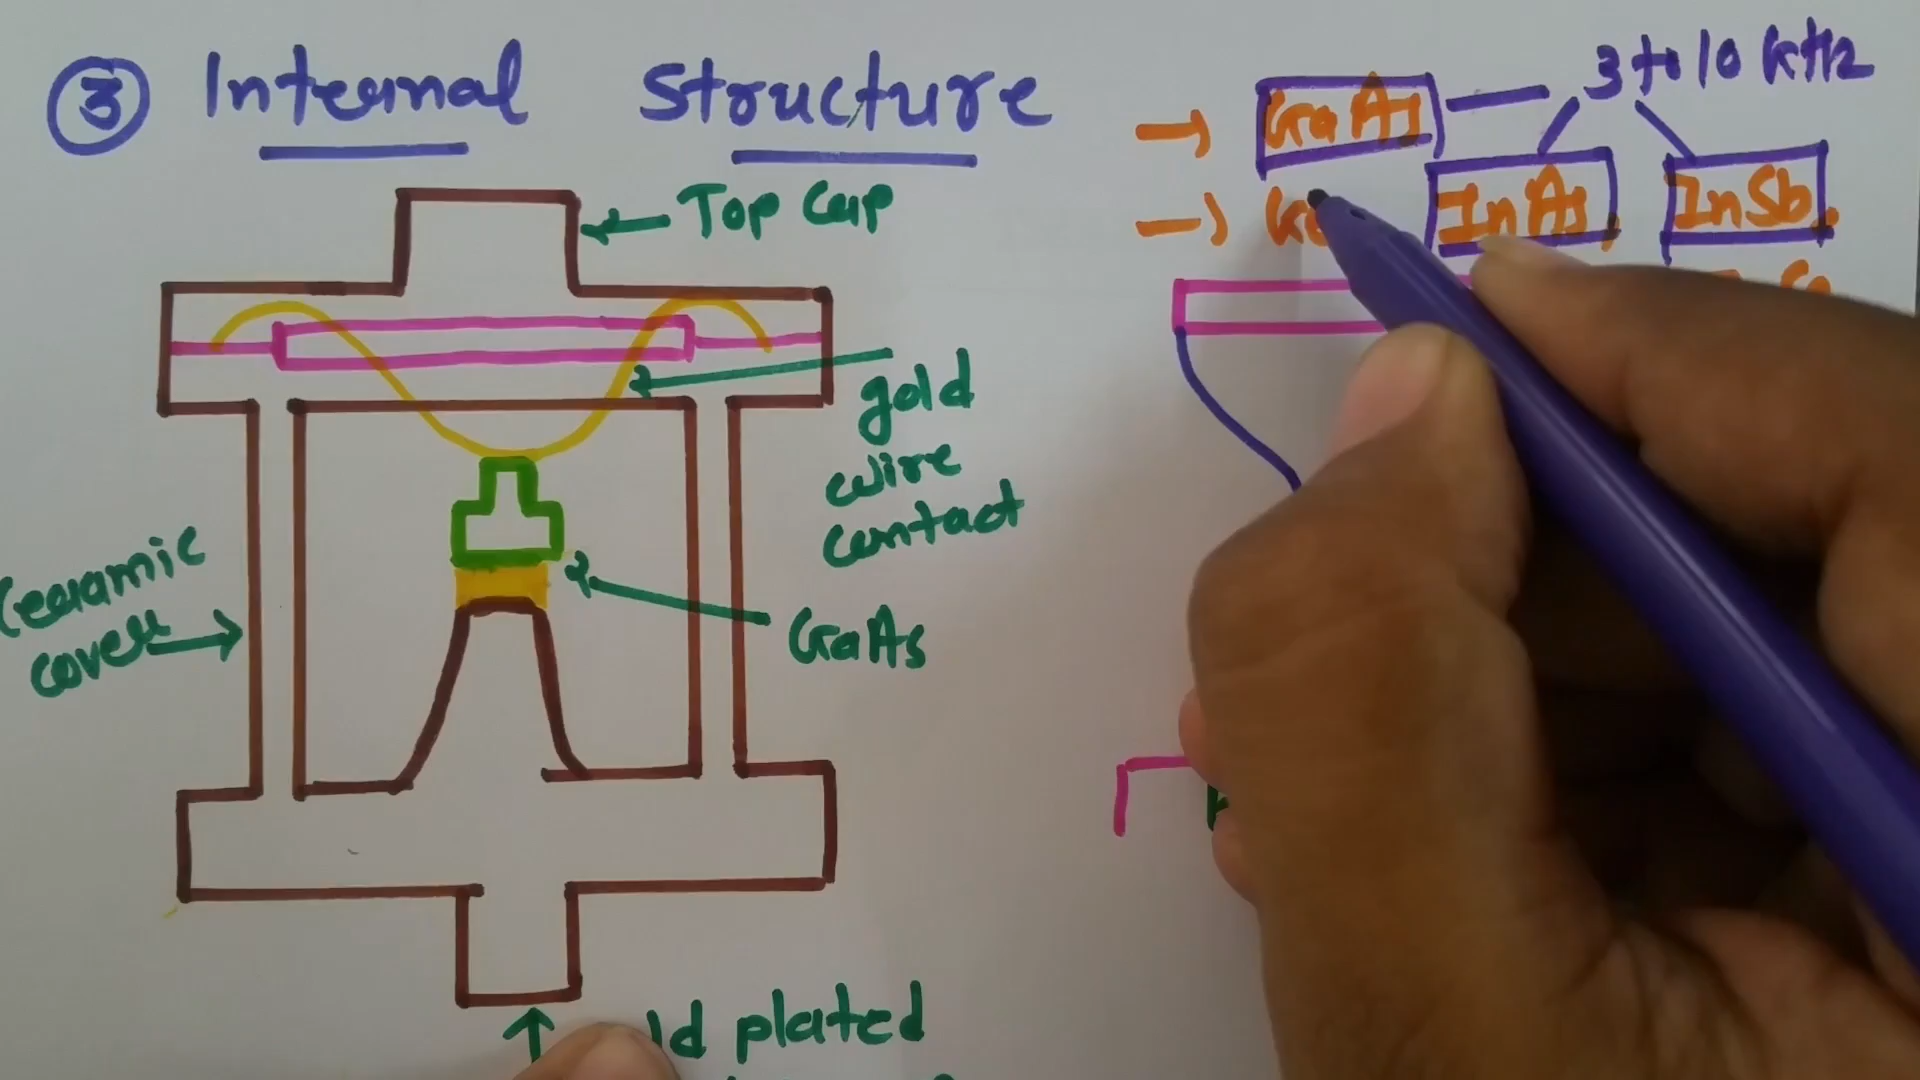 ③ Internal Structure
3 to 10 kHz
→ GaAs
→ InAs, InSb,
Top Cap
gold
wire
contact
Ceramic
cover
GaAs
plated